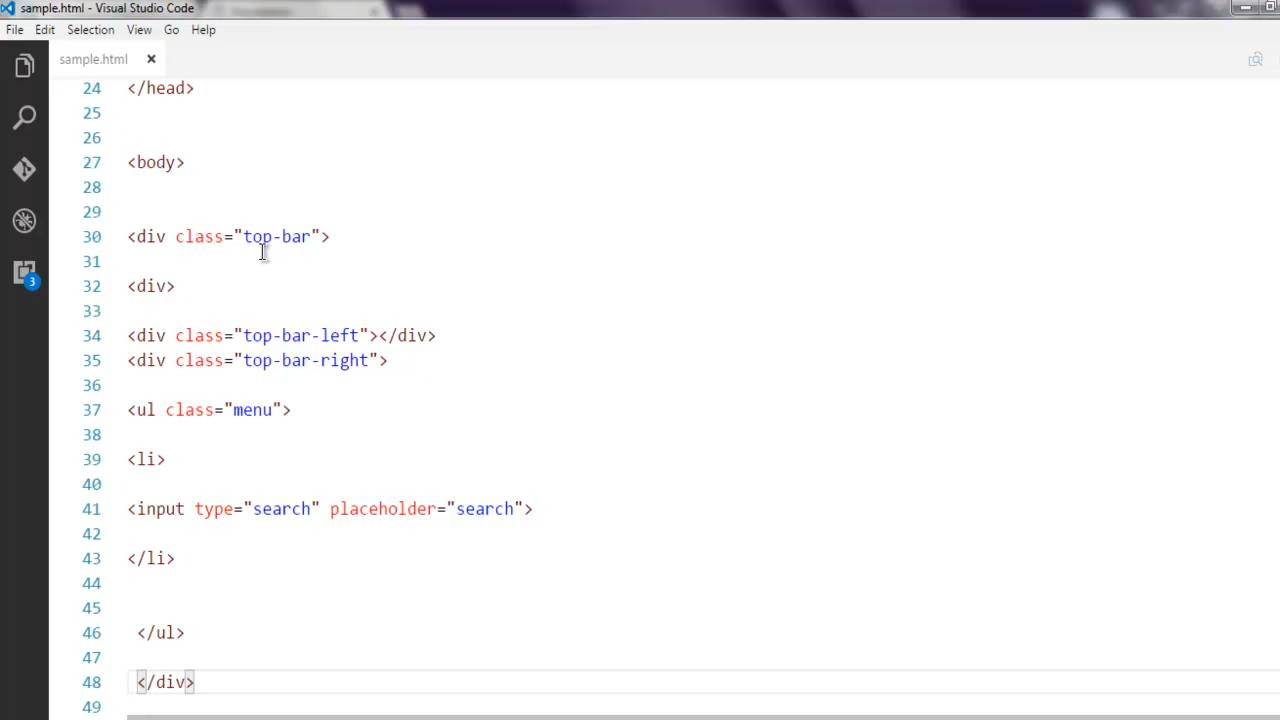 sample.html - Visual Studio Code
File Edit Selection View Go Help
sample.html
24 </head>
25
26
27 <body>
28
29
30 <div class="top-bar">
31
32 <div>
33
34 <div class="top-bar-left"></div>
35 <div class="top-bar-right">
36
37 <ul class="menu">
38
39 <li>
40
41 <input type="search" placeholder="search">
42
43 </li>
44
45
46 </ul>
47
48 </div>
49
3